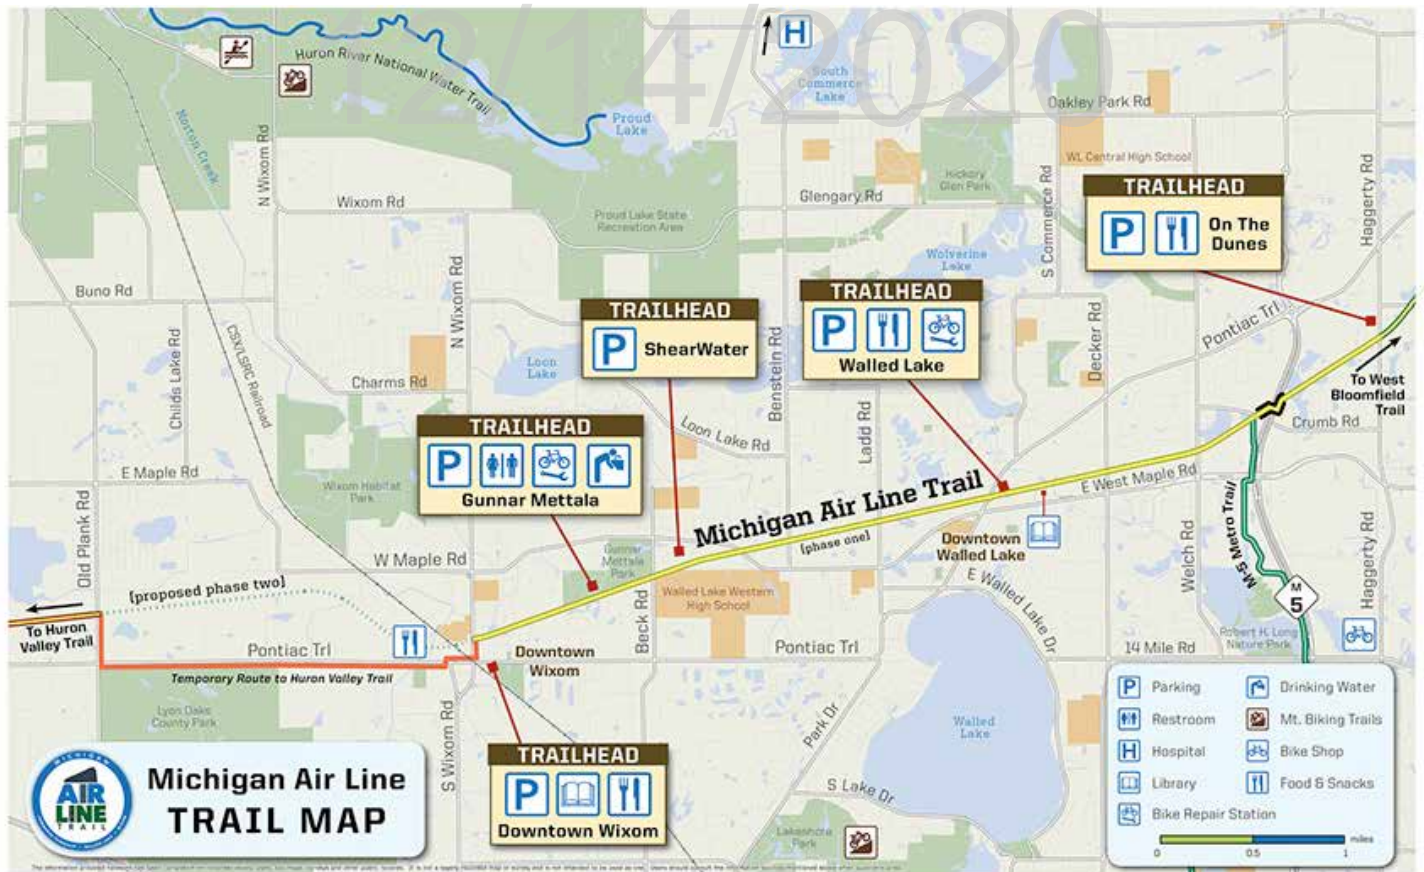 12/14/2020
H
Huron River National Water Trail
South
Commerce
Lake
Proud
Lake
Norton Creek
N Wixom Rd
Oakley Park Rd
WL Central High School
Haggerty Rd
Hickory
Glen Park
S Commerce Rd
Wixom Rd
Glengary Rd
Proud Lake State
Recreation Area
TRAILHEAD
P
On The
Dunes
Wolverine
Lake
Buno Rd
N Wixom Rd
TRAILHEAD
P
Walled Lake
TRAILHEAD
P
ShearWater
Decker Rd
Pontiac Trl
Childs Lake Rd
CSX/LSRC Railroad
Loon
Lake
Benstein Rd
Charms Rd
To West
Bloomfield
Trail
Crumb Rd
Ladd Rd
Loon Lake Rd
TRAILHEAD
P
Gunnar Mettala
E Maple Rd
Wixom Habitat
Park
Michigan Air Line Trail
[phase one]
E West Maple Rd
Old Plank Rd
Downtown
Walled Lake
M-5 Metro Trail
Welch Rd
Haggerty Rd
W Maple Rd
Gunnar
Mettala
Park
[proposed phase two]
Walled Lake Western
High School
E Walled Lake Dr
M
5
To Huron
Valley Trail
Beck Rd
Robert H. Long
Nature Park
Pontiac Trl
Downtown
Wixom
Pontiac Trl
14 Mile Rd
Temporary Route to Huron Valley Trail
Lyon Oaks
County Park
S Wixom Rd
Park Dr
Walled
Lake
TRAILHEAD
P
Downtown Wixom
S Lake Dr
Lakeshore
Park
MICHIGAN
AIR
LINE
TRAIL
Michigan Air Line
TRAIL MAP
P Parking
Drinking Water
Restroom
Mt. Biking Trails
H Hospital
Bike Shop
Library
Food & Snacks
Bike Repair Station
miles
0 0.5 1